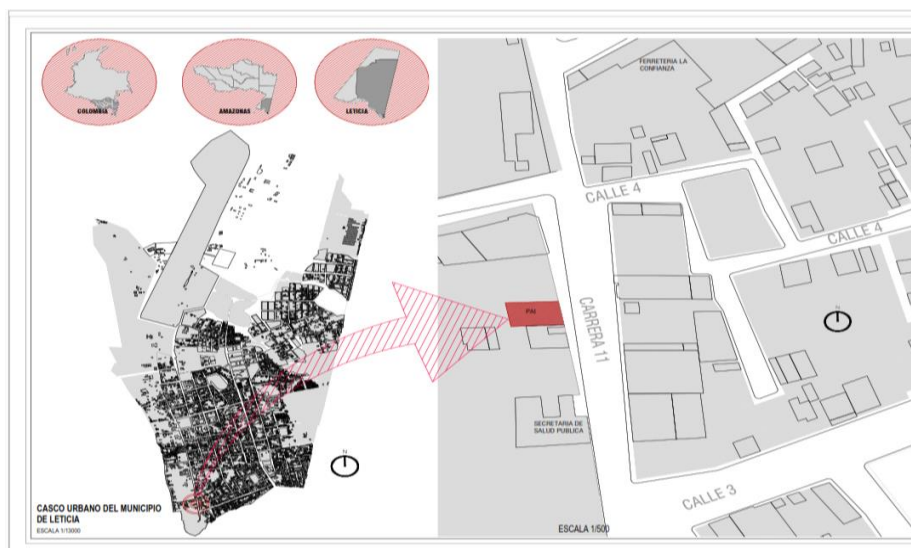 COLOMBIA
AMAZONAS
LETICIA
FERRETERIA LA
CONFIANZA
CALLE 4
CALLE 4
CARRERA 11
PAI
SECRETARIA DE
SALUD PUBLICA
CALLE 3
CASCO URBANO DEL MUNICIPIO
DE LETICIA
ESCALA 1/13000
ESCALA 1/500